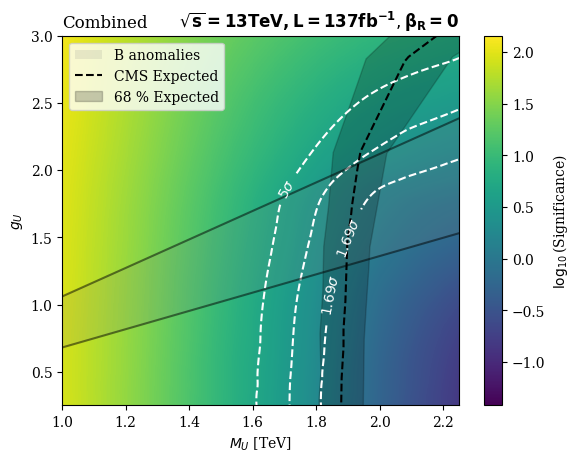 Combined √s = 13TeV, L = 137fb⁻¹, β_R = 0
B anomalies
CMS Expected
68 % Expected
5σ
1.69σ
1.69σ
3.0
2.5
2.0
1.5
1.0
0.5
g_U
1.0 1.2 1.4 1.6 1.8 2.0 2.2
M_U [TeV]
2.0
1.5
1.0
0.5
0.0
−0.5
−1.0
log₁₀(Significance)